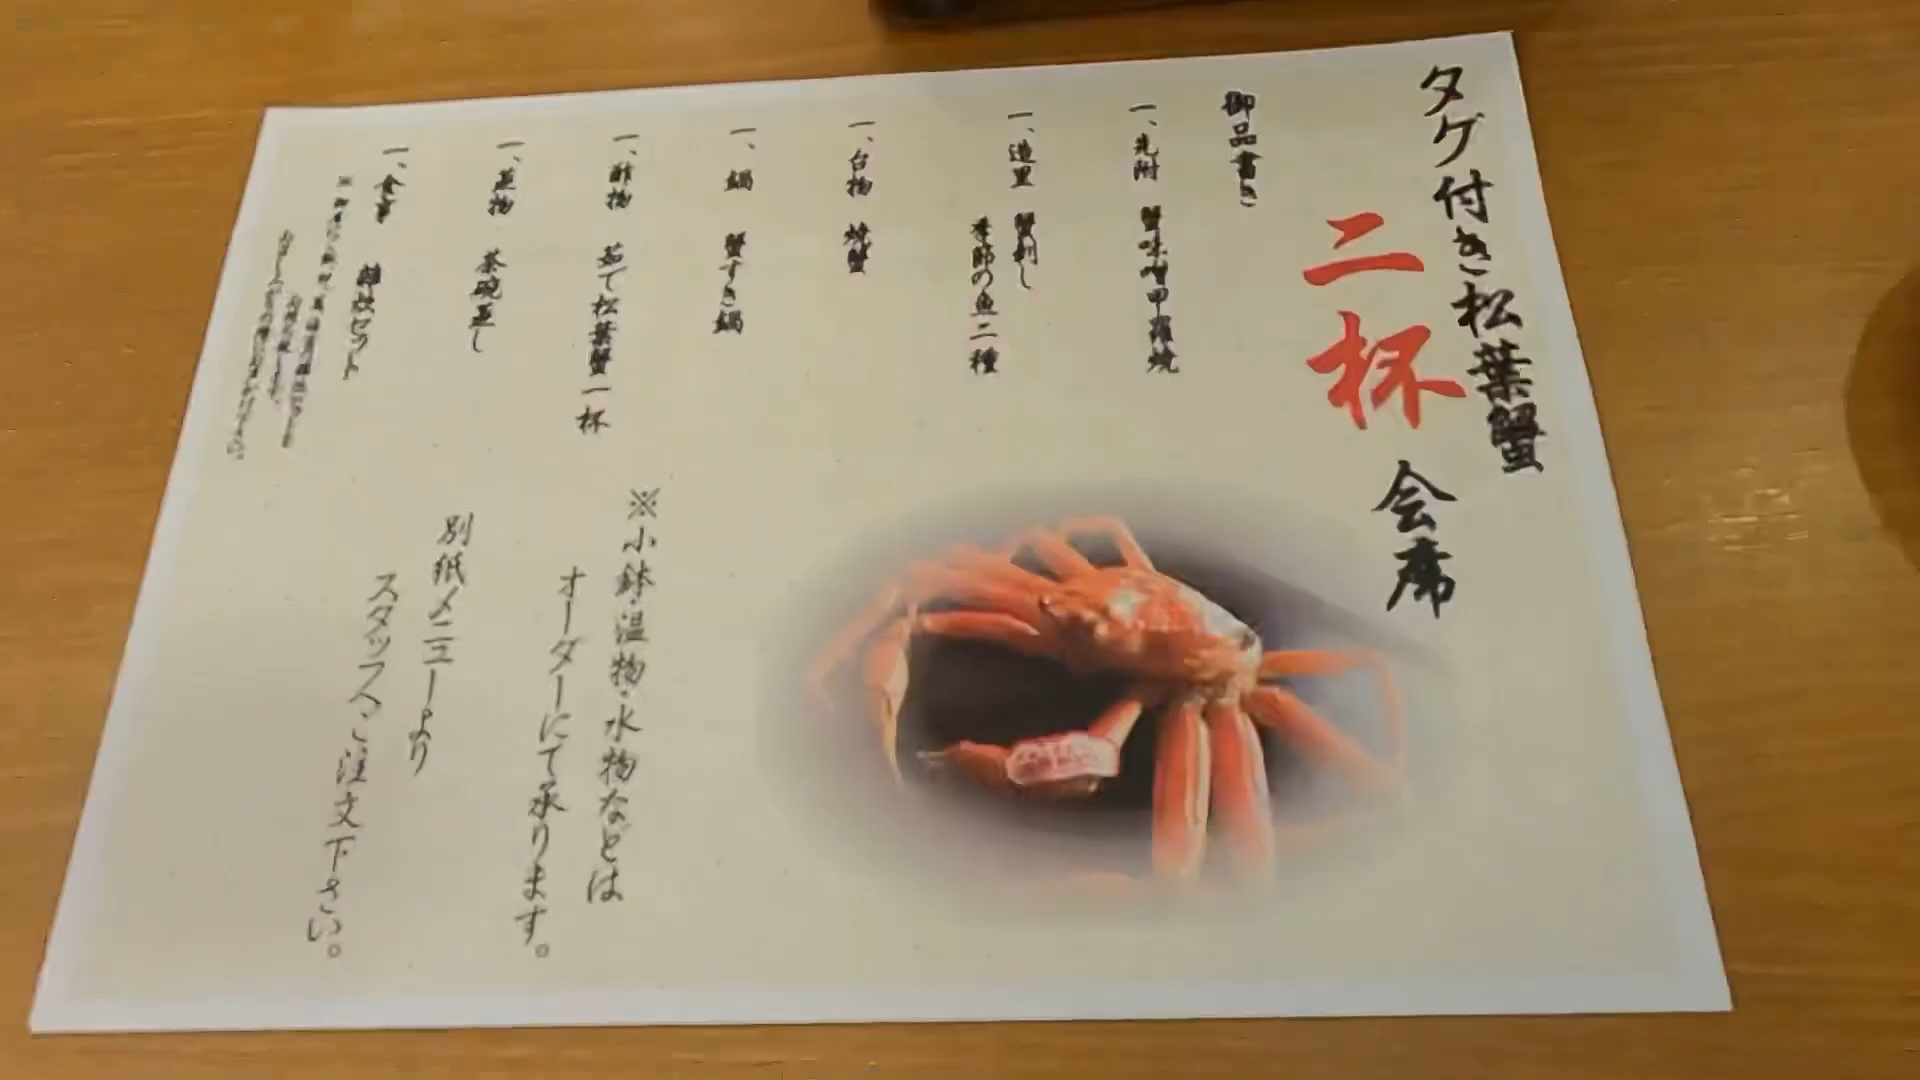 タグ付き松葉蟹
二杯
会席
御品書き
一、先附 蟹味噌甲羅焼
一、造里 蟹刺し
季節の魚二種
一、台物 焼蟹
一、鍋 蟹すき鍋
一、酢物 茹で松葉蟹一杯
一、蒸物 茶碗蒸し
一、食事 雑炊セット
※小鉢・温物・水物などは
オーダーにて承ります。
別紙メニューより
スタッフへご注文下さい。